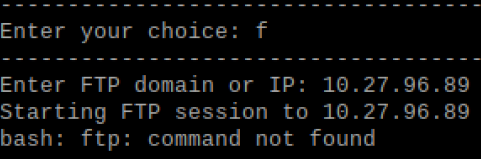 ---------------------------------------
Enter your choice: f
---------------------------------------
Enter FTP domain or IP: 10.27.96.89
Starting FTP session to 10.27.96.89
bash: ftp: command not found